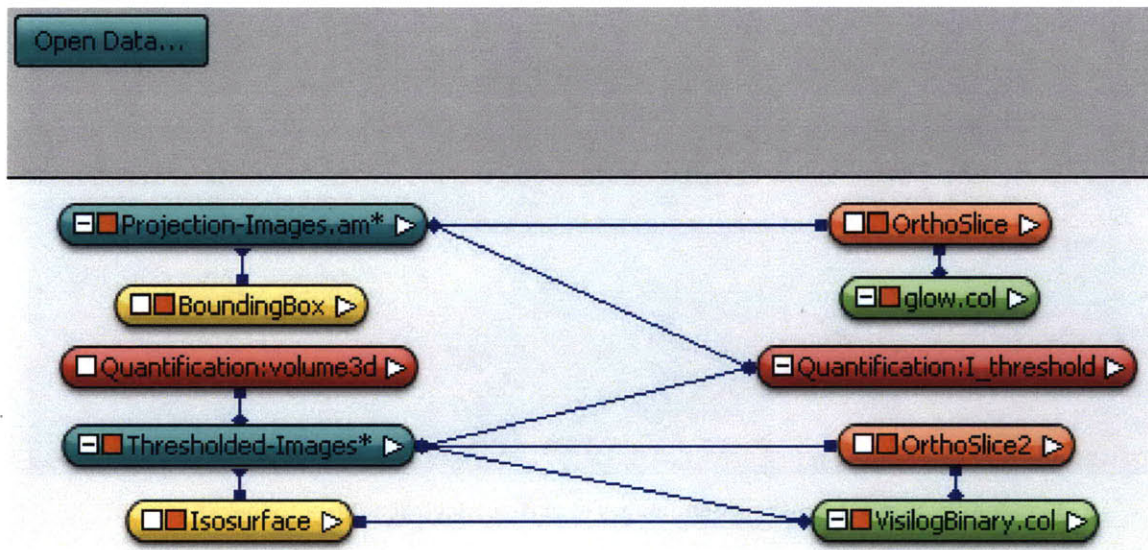 Open Data...
Projection-Images.am*
OrthoSlice
BoundingBox
glow.col
Quantification:volume3d
Quantification:I_threshold
Thresholded-Images*
OrthoSlice2
Isosurface
VisilogBinary.col